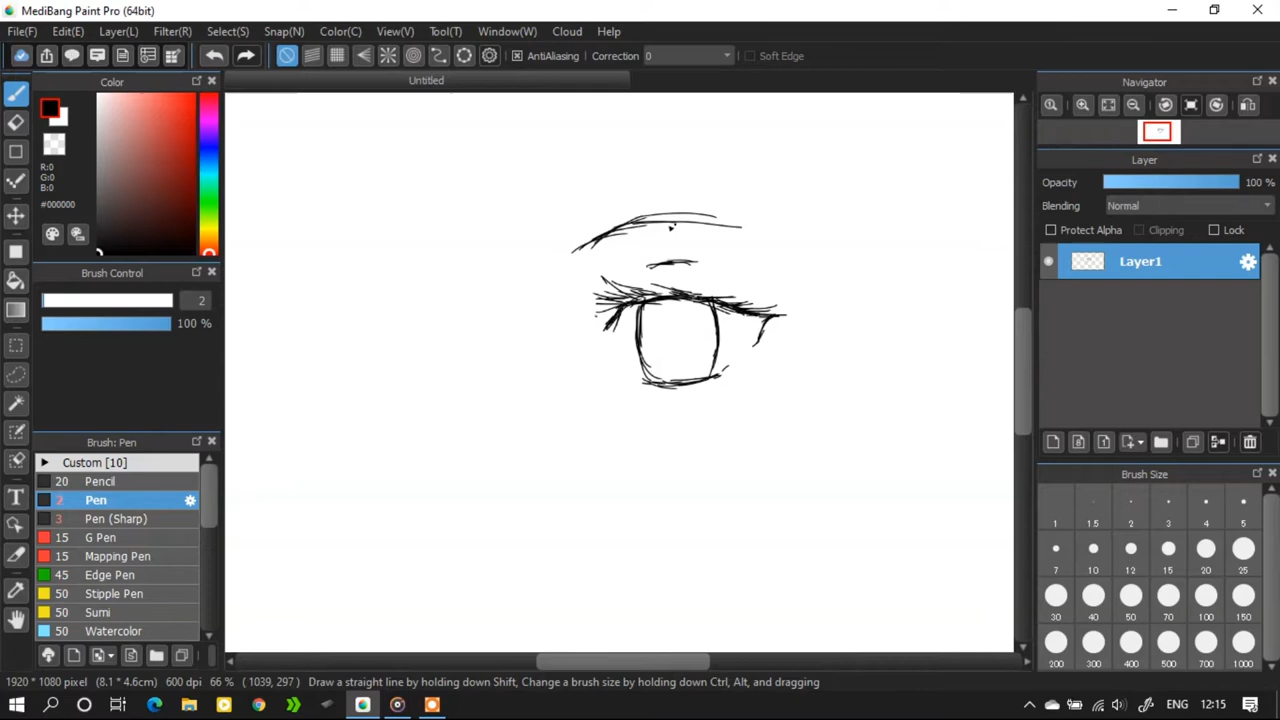 MediBang Paint Pro (64bit)
File(F) Edit(E) Layer(L) Filter(R) Select(S) Snap(N) Color(C) View(V) Tool(T) Window(W) Cloud Help
AntiAliasing Correction 0 Soft Edge
Untitled
Color
R:0
G:0
B:0
#000000
Brush Control
2
100 %
Brush: Pen
Custom [10]
20 Pencil
2 Pen
3 Pen (Sharp)
15 G Pen
15 Mapping Pen
45 Edge Pen
50 Stipple Pen
50 Sumi
50 Watercolor
Navigator
Layer
Opacity 100 %
Blending Normal
Protect Alpha Clipping Lock
Layer1
Brush Size
1 1.5 2 3 4 5
7 10 12 15 20 25
30 40 50 70 100 150
200 300 400 500 700 1000
1920 * 1080 pixel (8.1 * 4.6cm) 600 dpi 66 % ( 1039, 297 ) Draw a straight line by holding down Shift, Change a brush size by holding down Ctrl, Alt, and dragging
ENG 12:15